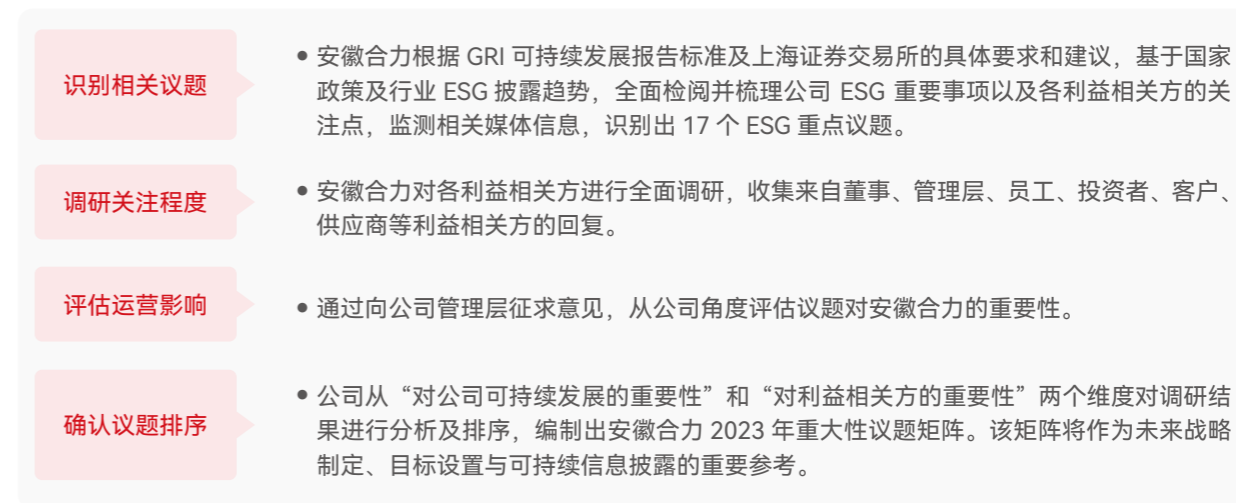 识别相关议题
• 安徽合力根据 GRI 可持续发展报告标准及上海证券交易所的具体要求和建议，基于国家
政策及行业 ESG 披露趋势，全面检阅并梳理公司 ESG 重要事项以及各利益相关方的关
注点，监测相关媒体信息，识别出 17 个 ESG 重点议题。
调研关注程度
• 安徽合力对各利益相关方进行全面调研，收集来自董事、管理层、员工、投资者、客户、
供应商等利益相关方的回复。
评估运营影响
• 通过向公司管理层征求意见，从公司角度评估议题对安徽合力的重要性。
确认议题排序
• 公司从“对公司可持续发展的重要性”和“对利益相关方的重要性”两个维度对调研结
果进行分析及排序，编制出安徽合力 2023 年重大性议题矩阵。该矩阵将作为未来战略
制定、目标设置与可持续信息披露的重要参考。